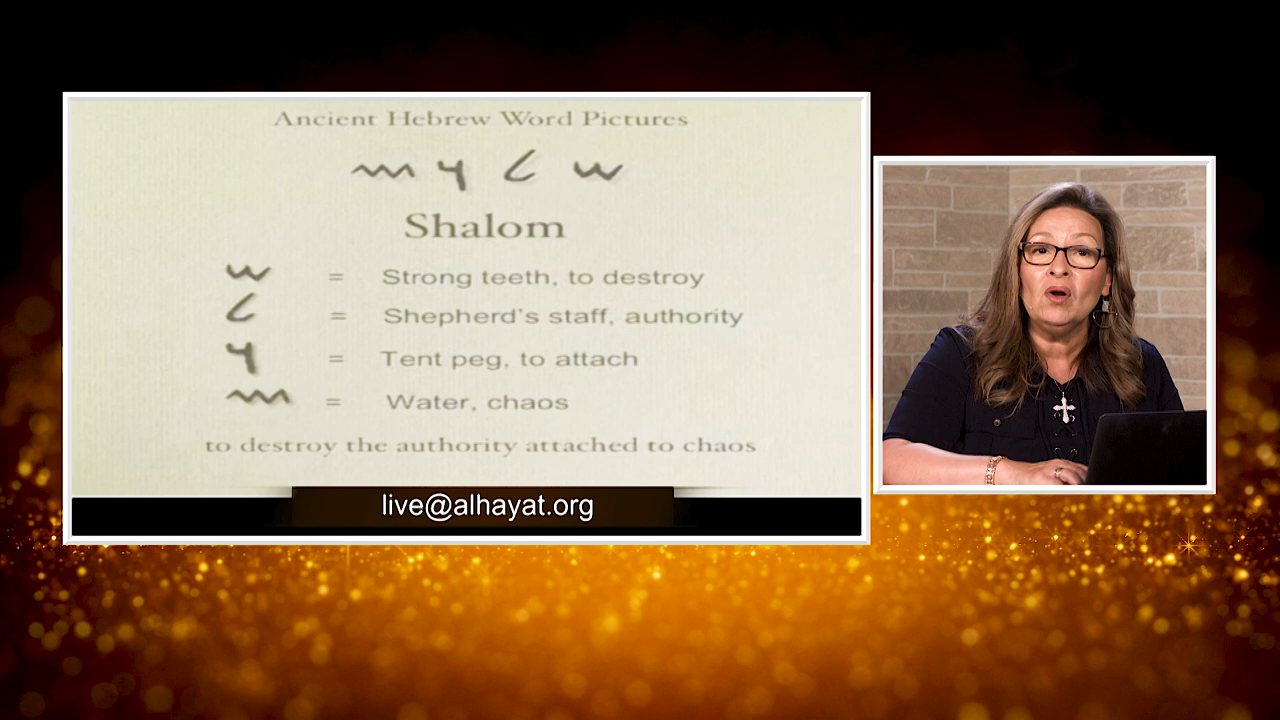 Ancient Hebrew Word Pictures
𐤔𐤋𐤅𐤌
Shalom
𐤔 = Strong teeth, to destroy
𐤋 = Shepherd's staff, authority
𐤅 = Tent peg, to attach
𐤌 = Water, chaos
to destroy the authority attached to chaos
live@alhayat.org